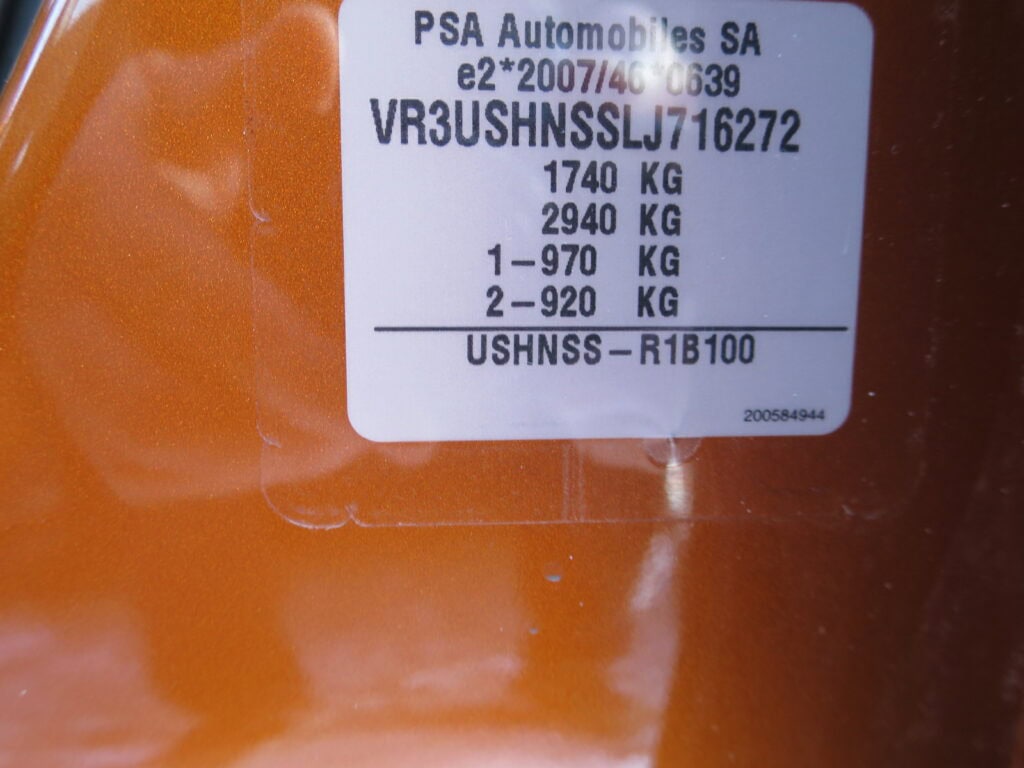 PSA Automobiles SA
e2*2007/46*0639
VR3USHNSSLJ716272
1740 KG
2940 KG
1-970 KG
2-920 KG
USHNSS-R1B100
200584944